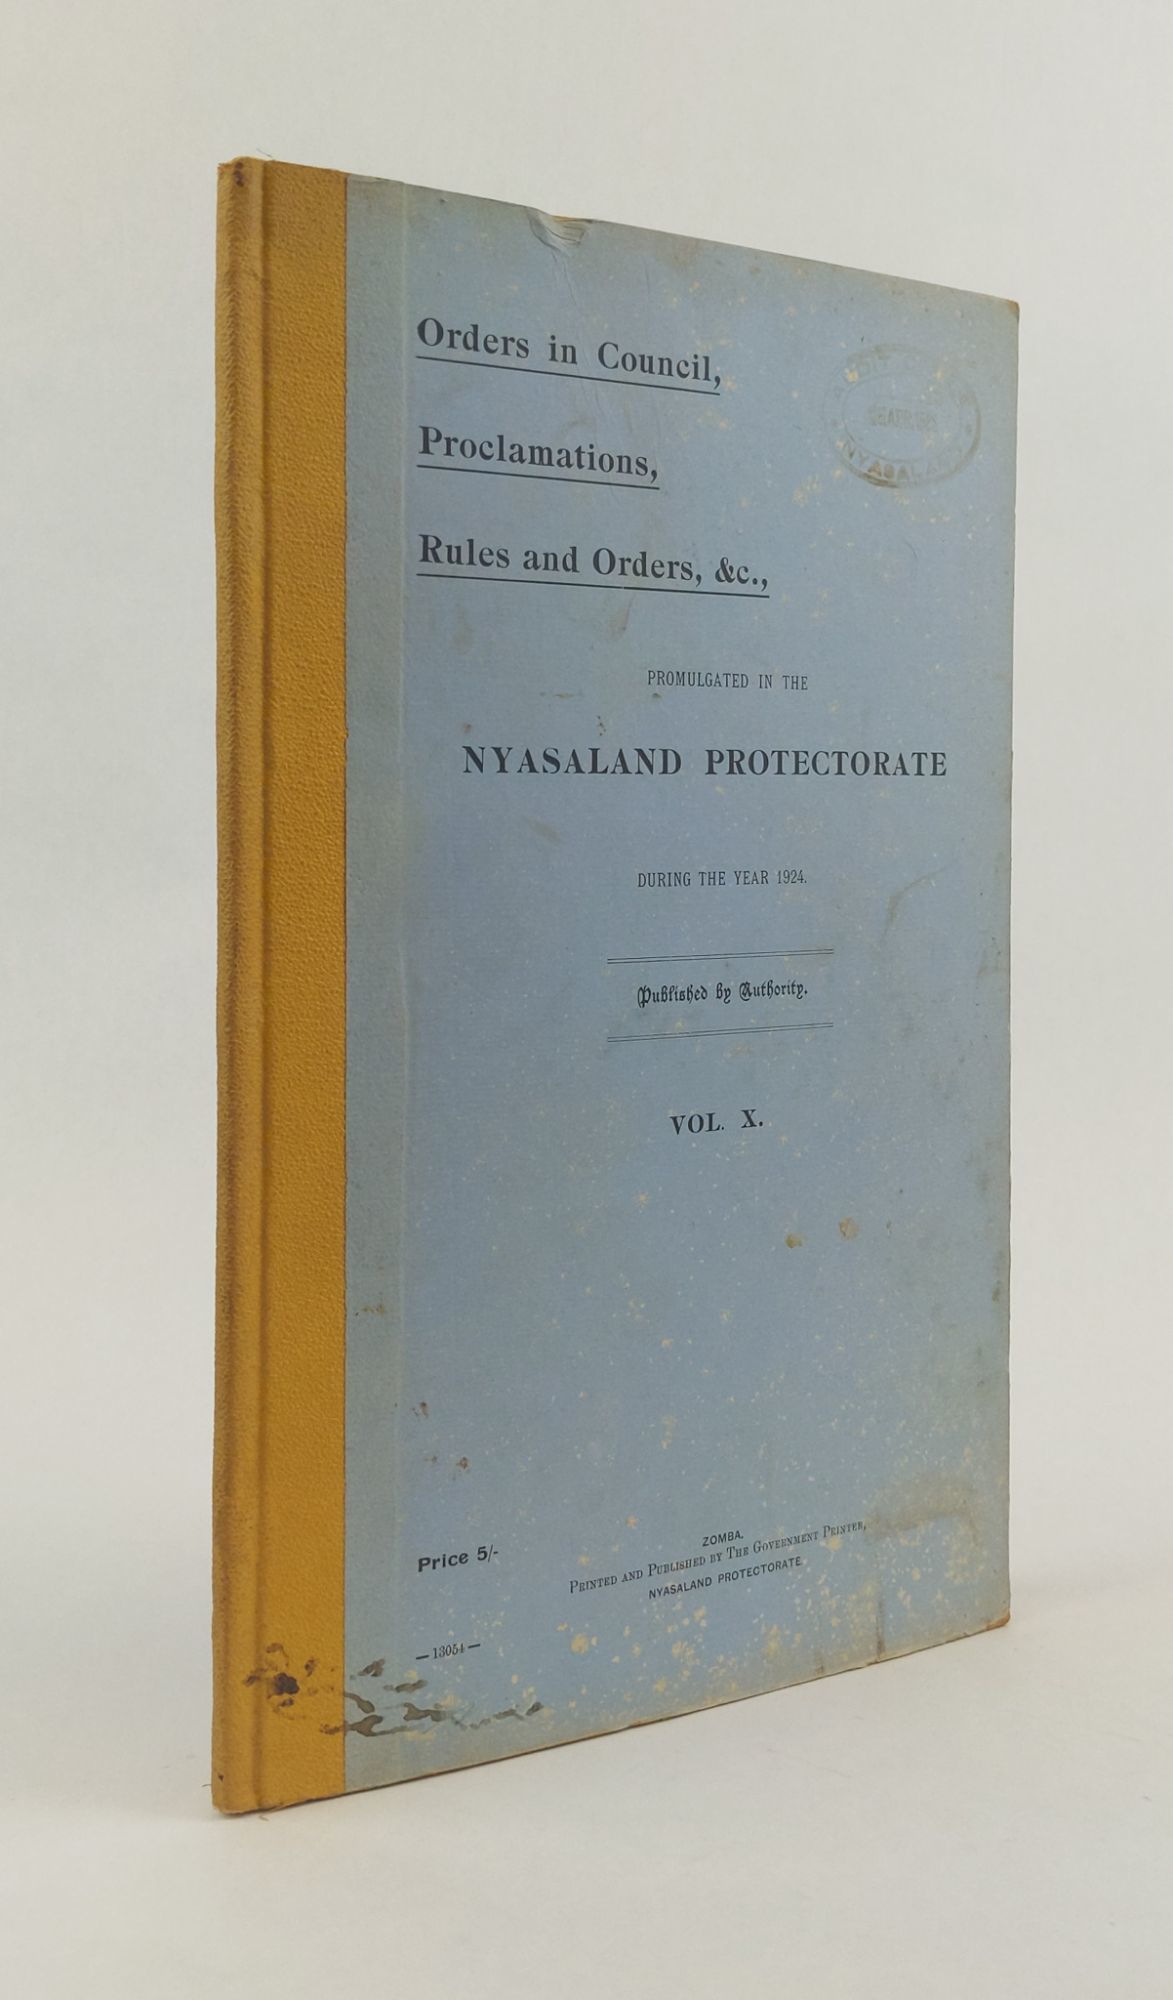 Orders in Council,
Proclamations,
Rules and Orders, &c.,
NYASALAND
PROMULGATED IN THE
NYASALAND PROTECTORATE
DURING THE YEAR 1924.
Published by Authority.
VOL. X.
Price 5/-
ZOMBA.
PRINTED AND PUBLISHED BY THE GOVERNMENT PRINTER,
NYASALAND PROTECTORATE.
—13054—